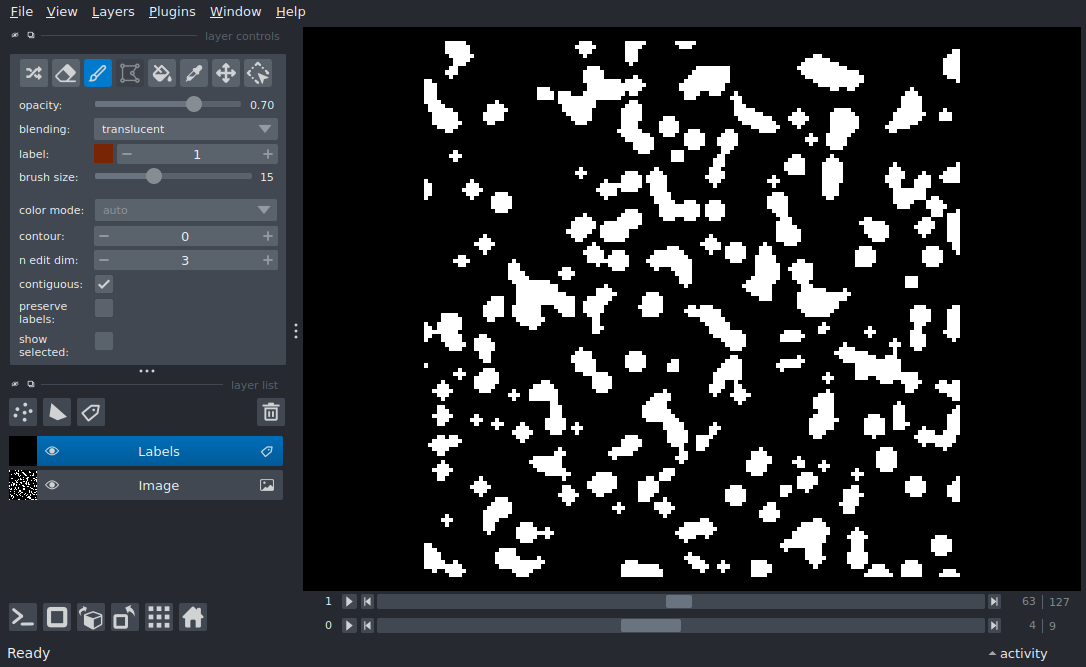 File View Layers Plugins Window Help
layer controls
opacity: 0.70
blending: translucent
label: 1
brush size: 15
color mode: auto
contour: 0
n edit dim: 3
contiguous:
preserve
labels:
show
selected:
layer list
Labels
Image
1 63 127
0 4 9
Ready activity